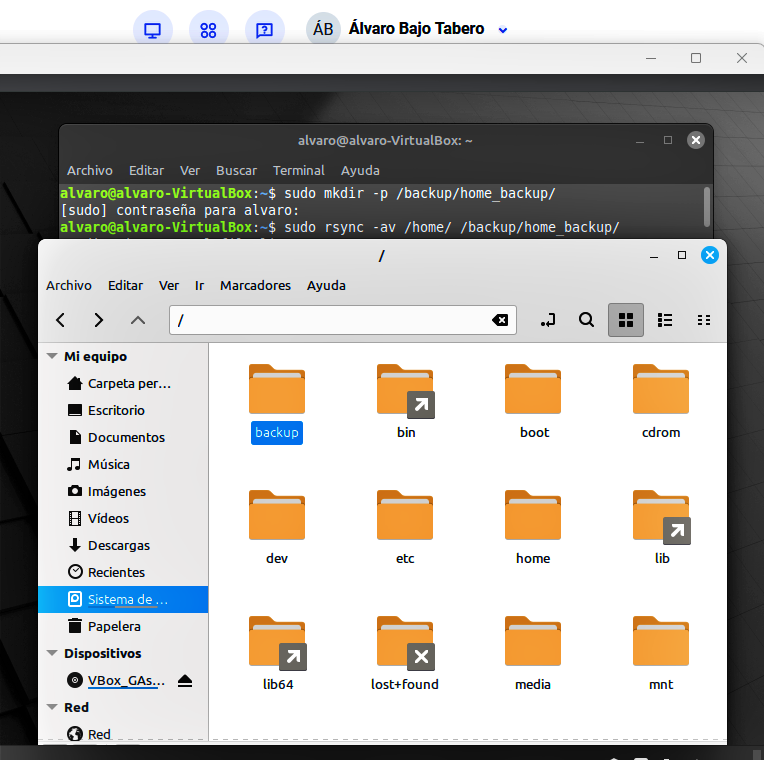 ÁB Álvaro Bajo Tabero
alvaro@alvaro-VirtualBox: ~
Archivo Editar Ver Buscar Terminal Ayuda
alvaro@alvaro-VirtualBox:~$ sudo mkdir -p /backup/home_backup/
[sudo] contraseña para alvaro:
alvaro@alvaro-VirtualBox:~$ sudo rsync -av /home/ /backup/home_backup/
/
Archivo Editar Ver Ir Marcadores Ayuda
/
Mi equipo
Carpeta per...
Escritorio
Documentos
Música
Imágenes
Vídeos
Descargas
Recientes
Sistema de ...
Papelera
Dispositivos
VBox_GAs...
Red
Red
backup bin boot cdrom
dev etc home lib
lib64 lost+found media mnt